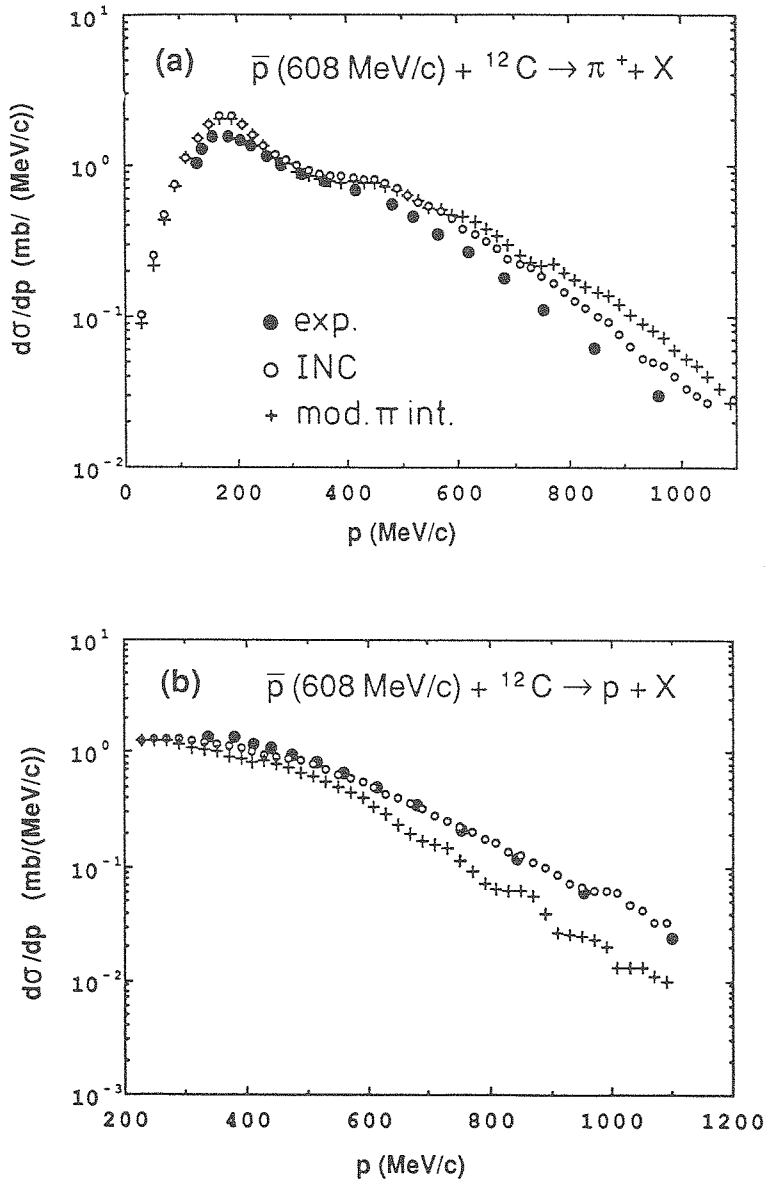 10¹
(a) p̅ (608 MeV/c) + ¹²C → π⁺ + X
10⁰
10⁻¹
10⁻²
dσ/dp (mb/ (MeV/c))
● exp.
○ INC
+ mod. π int.
0 200 400 600 800 1000
p (MeV/c)
10¹
(b) p̅ (608 MeV/c) + ¹²C → p + X
10⁰
10⁻¹
10⁻²
10⁻³
dσ/dp (mb/(MeV/c))
200 400 600 800 1000 1200
p (MeV/c)